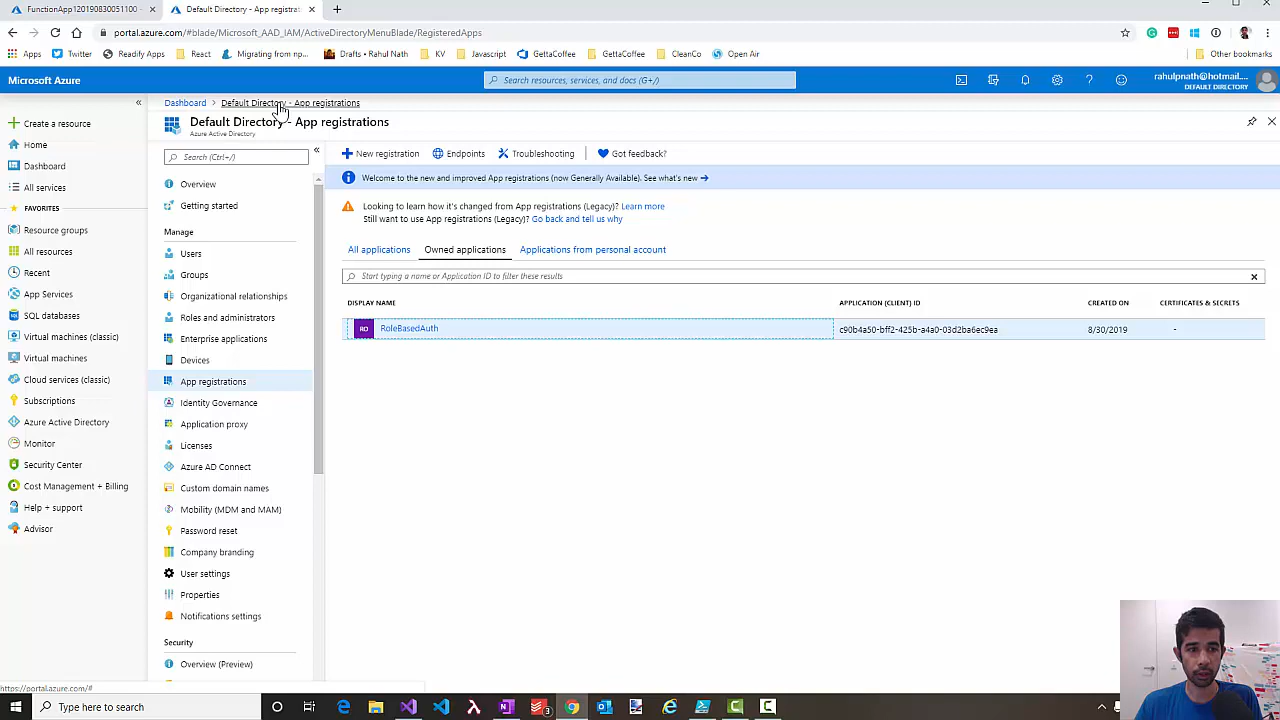 FunctionApp120190830051100 -
Default Directory - App registrat
portal.azure.com/#blade/Microsoft_AAD_IAM/ActiveDirectoryMenuBlade/RegisteredApps
Apps
Twitter
Readify Apps
React
Migrating from np...
Drafts • Rahul Nath
KV
Javascript
GettaCoffee
GettaCoffee
CleanCo
Open Air
Other bookmarks
Microsoft Azure
Search resources, services, and docs (G+/)
rahulpnath@hotmail....
DEFAULT DIRECTORY
Create a resource
Home
Dashboard
All services
FAVORITES
Resource groups
All resources
Recent
App Services
SQL databases
Virtual machines (classic)
Virtual machines
Cloud services (classic)
Subscriptions
Azure Active Directory
Monitor
Security Center
Cost Management + Billing
Help + support
Advisor
Dashboard > Default Directory - App registrations
Default Directory - App registrations
Azure Active Directory
Search (Ctrl+/)
Overview
Getting started
Manage
Users
Groups
Organizational relationships
Roles and administrators
Enterprise applications
Devices
App registrations
Identity Governance
Application proxy
Licenses
Azure AD Connect
Custom domain names
Mobility (MDM and MAM)
Password reset
Company branding
User settings
Properties
Notifications settings
Security
Overview (Preview)
New registration
Endpoints
Troubleshooting
Got feedback?
Welcome to the new and improved App registrations (now Generally Available). See what's new →
Looking to learn how it's changed from App registrations (Legacy)? Learn more
Still want to use App registrations (Legacy)? Go back and tell us why
All applications
Owned applications
Applications from personal account
Start typing a name or Application ID to filter these results
DISPLAY NAME
APPLICATION (CLIENT) ID
CREATED ON
CERTIFICATES & SECRETS
RO
RoleBasedAuth
c90b4a50-bff2-425b-a4a0-03d2ba6ec9ea
8/30/2019
-
https://portal.azure.com/#
Type here to search